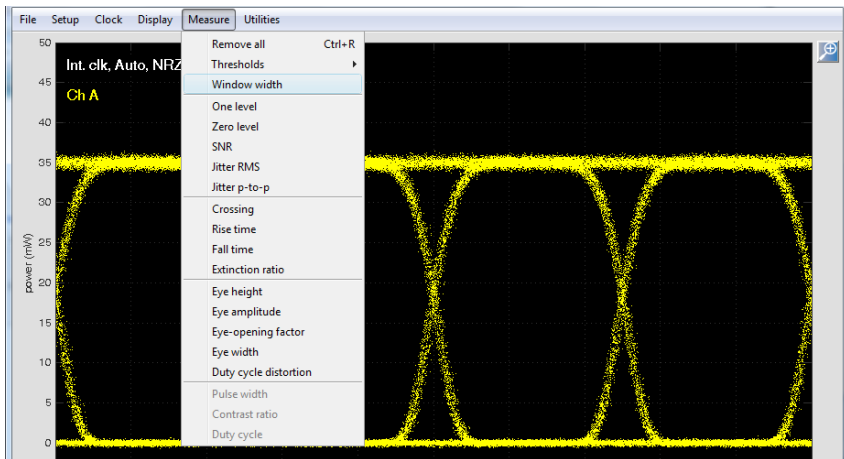 File Setup Clock Display Measure Utilities
50
45
40
35
30
25
20
15
10
5
0
power (mW)
Int. clk, Auto, NRZ
Ch A
Remove all Ctrl+R
Thresholds
Window width
One level
Zero level
SNR
Jitter RMS
Jitter p-to-p
Crossing
Rise time
Fall time
Extinction ratio
Eye height
Eye amplitude
Eye-opening factor
Eye width
Duty cycle distortion
Pulse width
Contrast ratio
Duty cycle